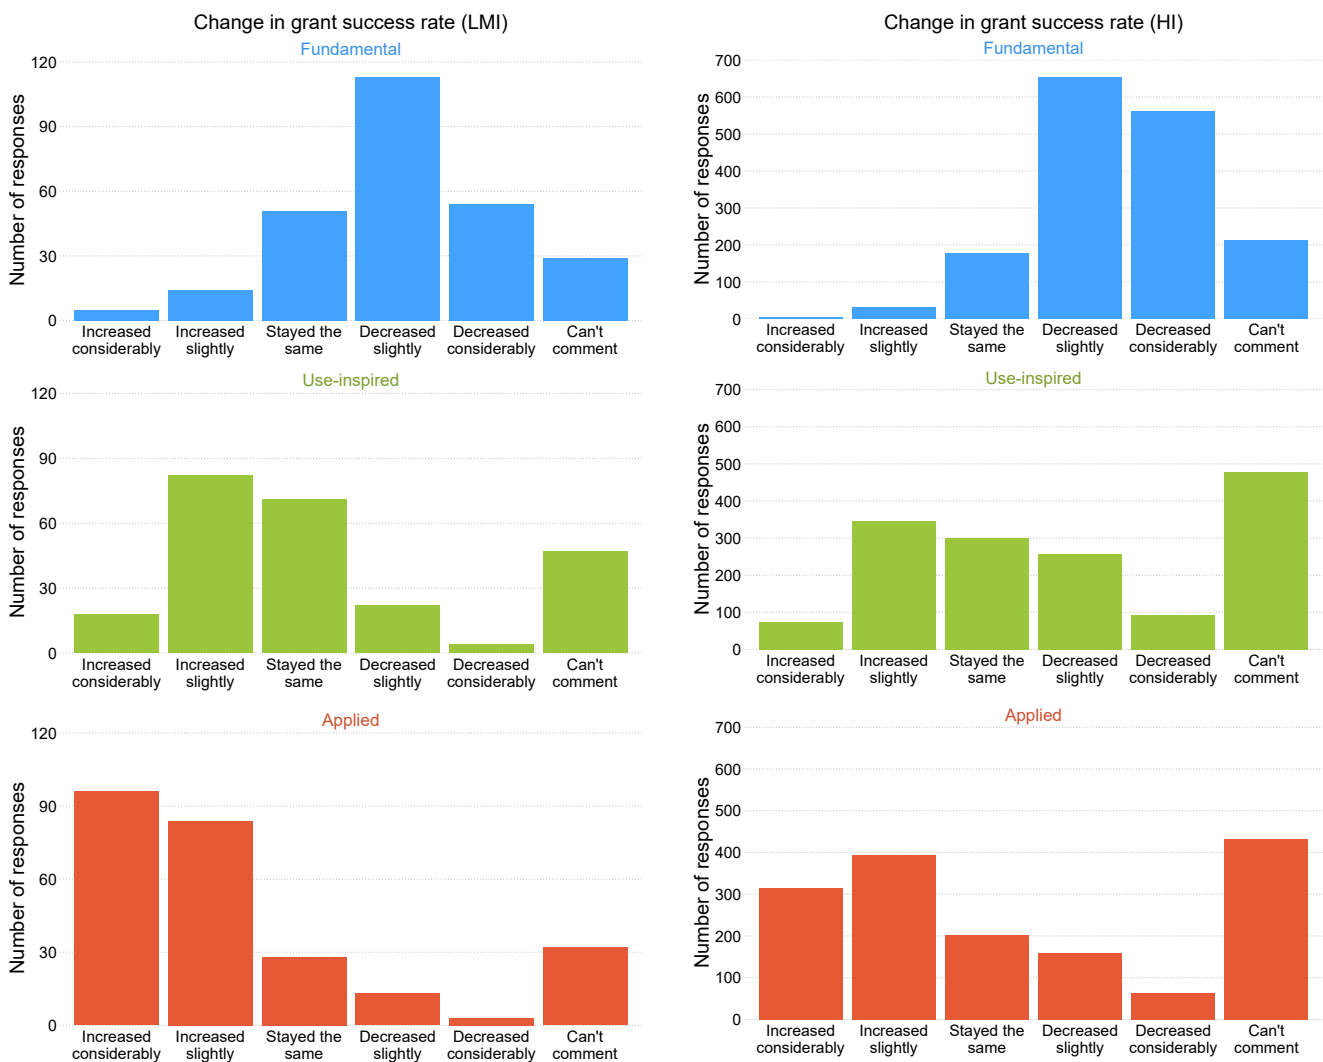 Change in grant success rate (LMI)
Fundamental
Number of responses
120
90
60
30
0
Increased considerably
Increased slightly
Stayed the same
Decreased slightly
Decreased considerably
Can't comment
Use-inspired
Number of responses
120
90
60
30
0
Increased considerably
Increased slightly
Stayed the same
Decreased slightly
Decreased considerably
Can't comment
Applied
Number of responses
120
90
60
30
0
Increased considerably
Increased slightly
Stayed the same
Decreased slightly
Decreased considerably
Can't comment
Change in grant success rate (HI)
Fundamental
Number of responses
700
600
500
400
300
200
100
0
Increased considerably
Increased slightly
Stayed the same
Decreased slightly
Decreased considerably
Can't comment
Use-inspired
Number of responses
700
600
500
400
300
200
100
0
Increased considerably
Increased slightly
Stayed the same
Decreased slightly
Decreased considerably
Can't comment
Applied
Number of responses
700
600
500
400
300
200
100
0
Increased considerably
Increased slightly
Stayed the same
Decreased slightly
Decreased considerably
Can't comment